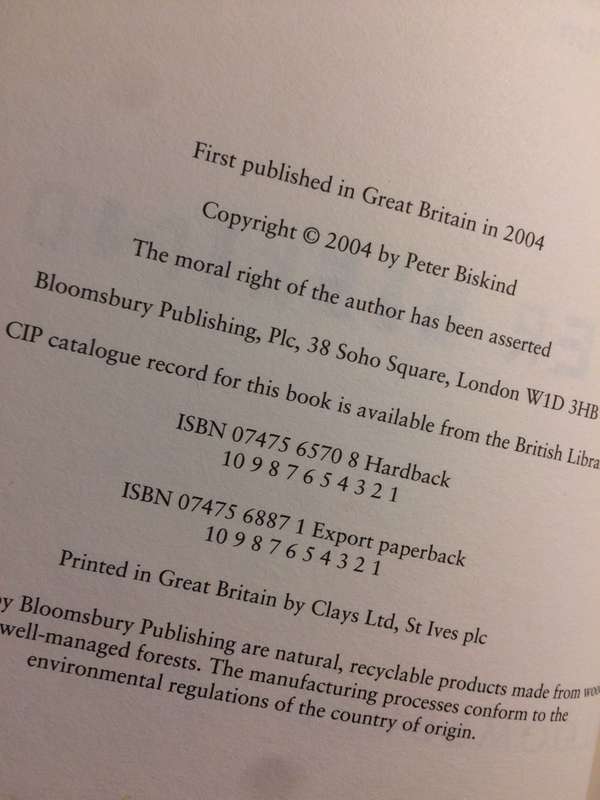 First published in Great Britain in 2004
Copyright © 2004 by Peter Biskind
The moral right of the author has been asserted
Bloomsbury Publishing, Plc, 38 Soho Square, London W1D 3HB
CIP catalogue record for this book is available from the British
ISBN 07475 6570 8 Hardback
10 9 8 7 6 5 4 3 2 1
ISBN 07475 6887 1 Export paperback
10 9 8 7 6 5 4 3 2 1
Printed in Great Britain by Clays Ltd, St Ives plc
by Bloomsbury Publishing are natural, recyclable products made from
well-managed forests. The manufacturing processes conform to the
environmental regulations of the country of origin.